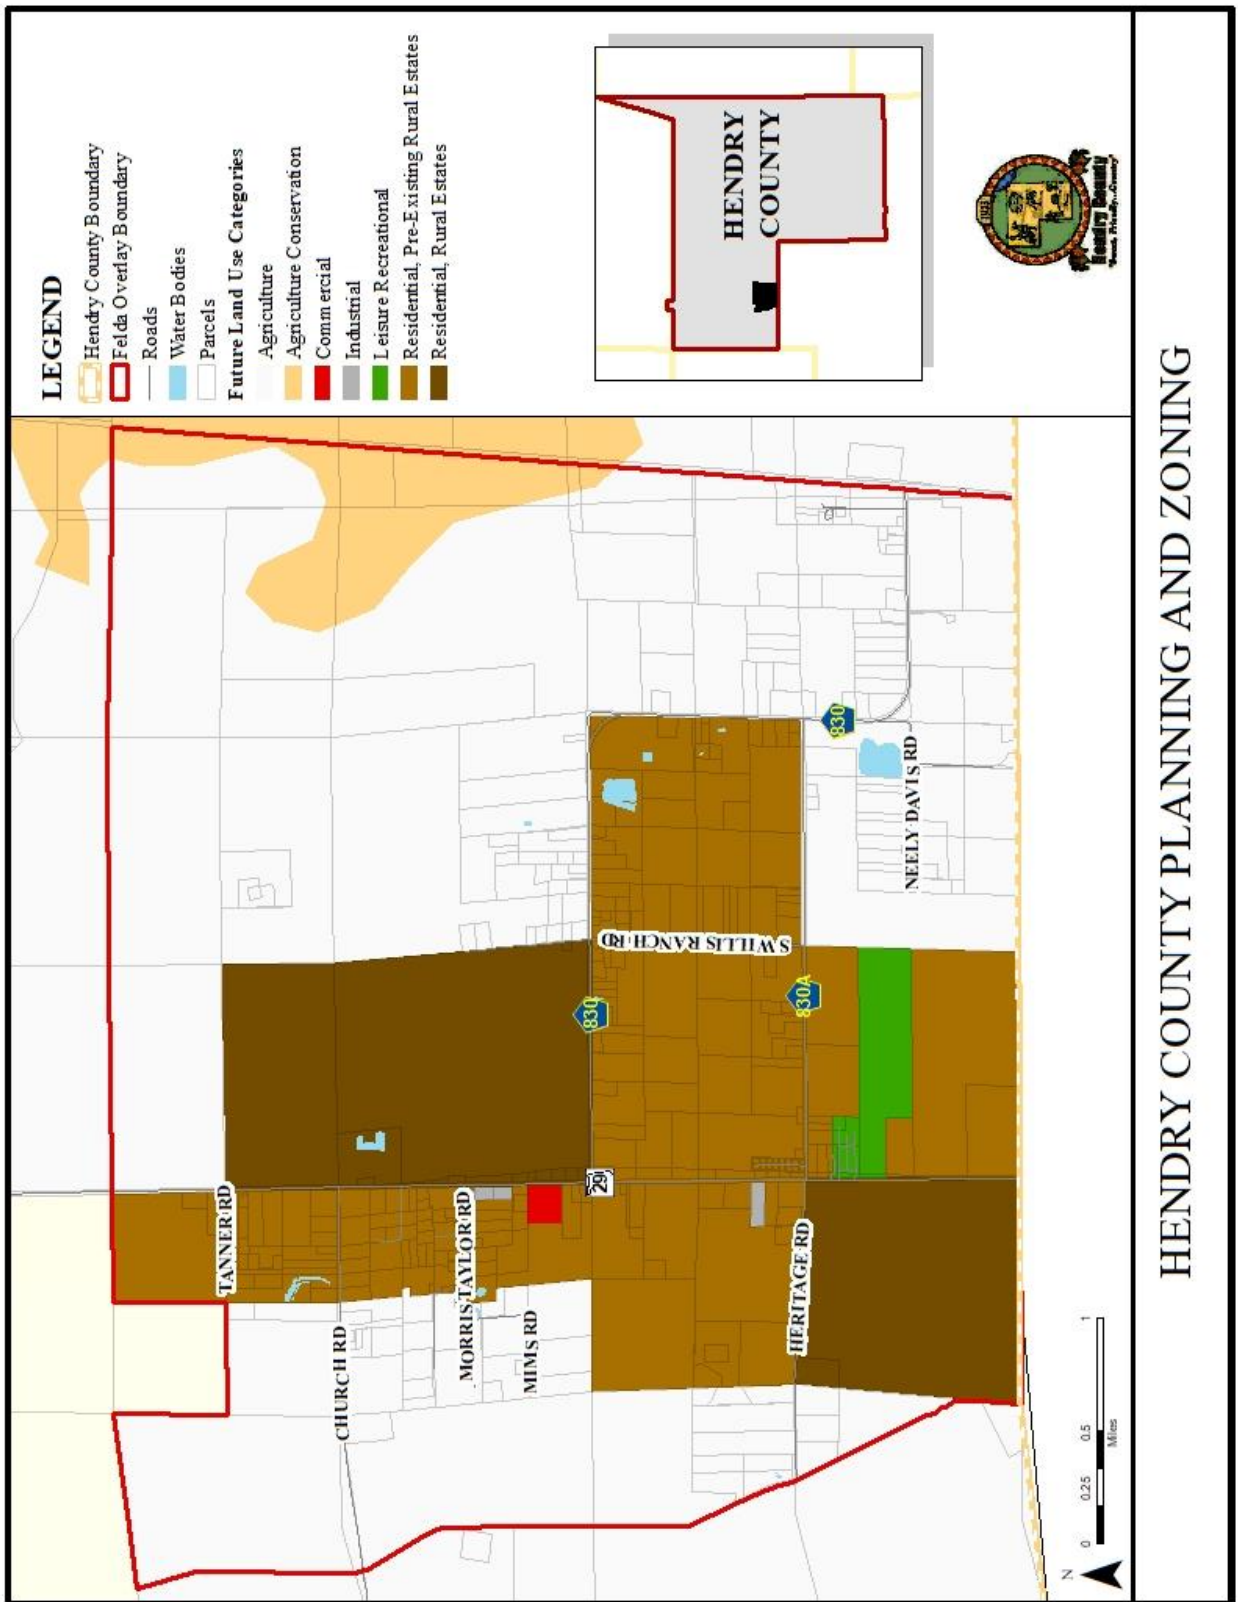 LEGEND
Hendry County Boundary
Felda Overlay Boundary
Roads
Water Bodies
Parcels
Future Land Use Categories
Agriculture
Agriculture Conservation
Commercial
Industrial
Leisure Recreational
Residential, Pre-Existing Rural Estates
Residential, Rural Estates
HENDRY
COUNTY
1923
Hendry County
TANNER RD
CHURCH RD
MORRIS TAYLOR RD
MIMS RD
29
830
S WILLIS RANCH RD
830A
830
HERITAGE RD
NEELY DAVIS RD
N
0 0.25 0.5 1
Miles
HENDRY COUNTY PLANNING AND ZONING